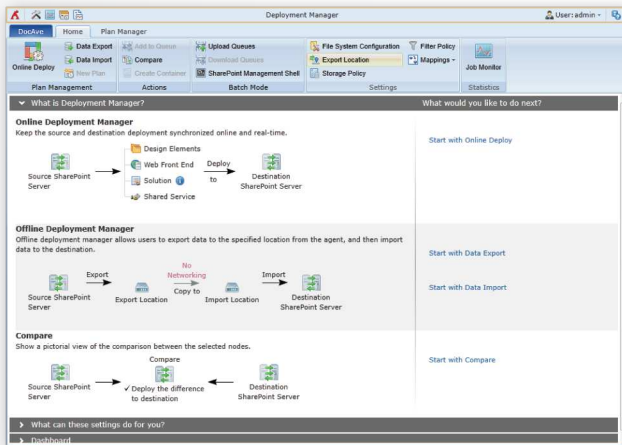 Deployment Manager
User: admin
DocAve Home Plan Manager
Online Deploy
Data Export
Data Import
New Plan
Plan Management
Add to Queue
Compare
Create Container
Actions
Upload Queues
Download Queues
SharePoint Management Shell
Batch Mode
File System Configuration
Export Location
Storage Policy
Filter Policy
Mappings
Settings
Job Monitor
Statistics
What is Deployment Manager?
What would you like to do next?
Online Deployment Manager
Keep the source and destination deployment synchronized online and real-time.
Source SharePoint
Server
Design Elements
Web Front End
Solution
Shared Service
Deploy
to
Destination
SharePoint Server
Start with Online Deploy
Offline Deployment Manager
Offline deployment manager allows users to export data to the specified location from the agent, and then import
data to the destination.
Source SharePoint
Server
Export
Export Location
No
Networking
Copy to
Import Location
Import
Destination
SharePoint Server
Start with Data Export
Start with Data Import
Compare
Show a pictorial view of the comparison between the selected nodes.
Source SharePoint
Server
Compare
✓ Deploy the difference
to destination
Destination
SharePoint Server
Start with Compare
What can these settings do for you?
Dashboard